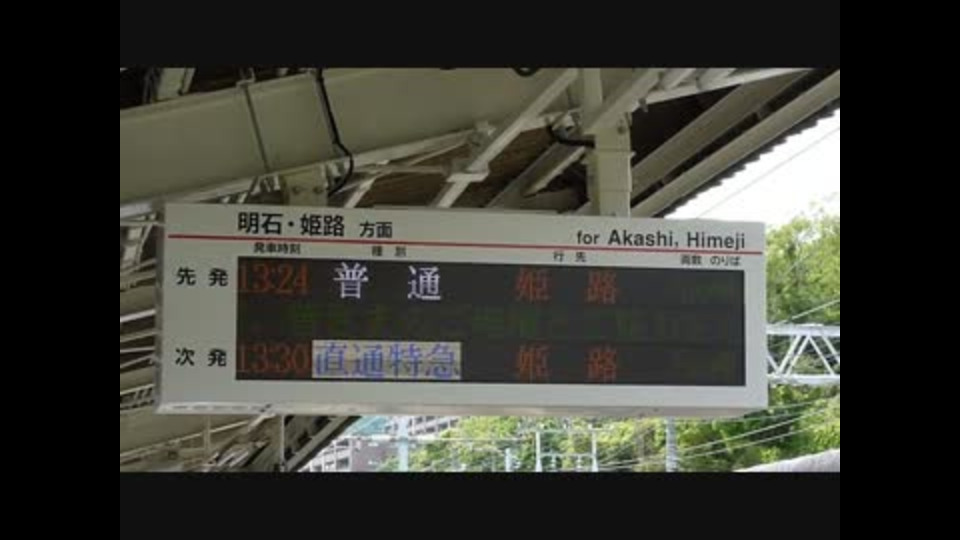 明石・姫路 方面
for Akashi, Himeji
発車時刻 種別 行先 両数 のりば
先発 13:24 普通 姫路
次発 13:30 直通特急 姫路